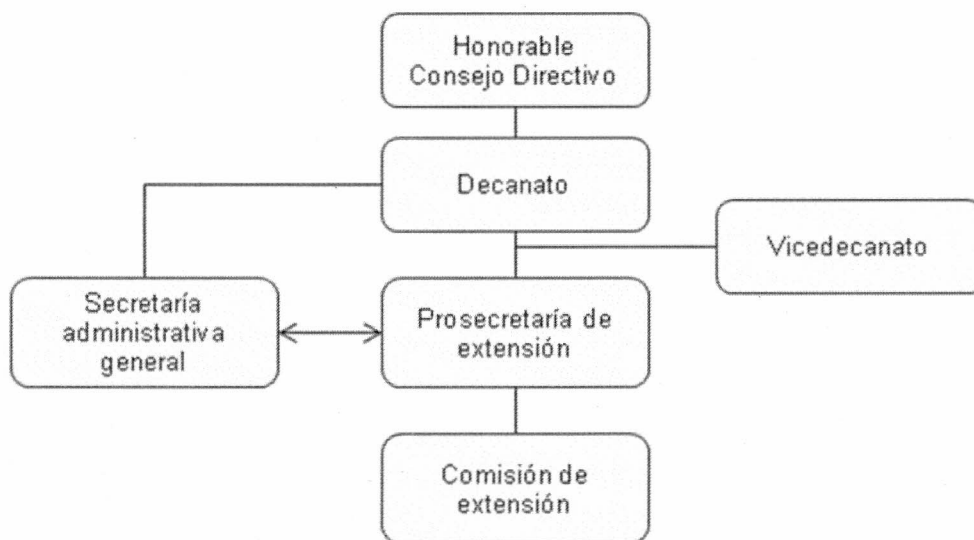 Honorable
Consejo Directivo
Decanato
Vicedecanato
Secretaría
administrativa
general
Prosecretaría de
extensión
Comisión de
extensión